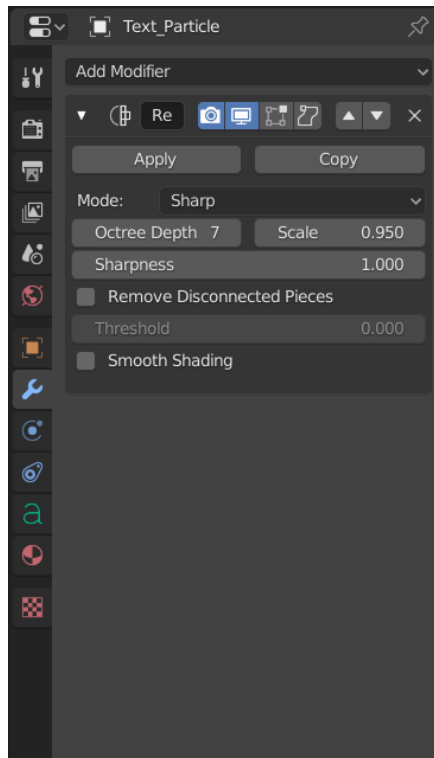 Text_Particle
Add Modifier
Re
Apply Copy
Mode: Sharp
Octree Depth 7 Scale 0.950
Sharpness 1.000
Remove Disconnected Pieces
Threshold 0.000
Smooth Shading